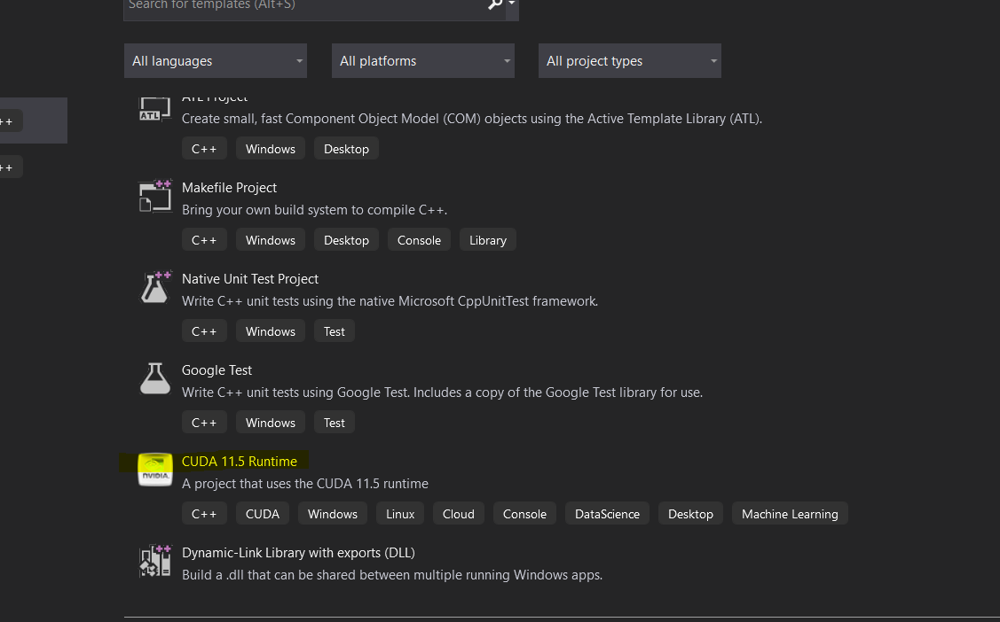 Search for templates (Alt+S)
All languages
All platforms
All project types
++
++
ATL Project
ATL
Create small, fast Component Object Model (COM) objects using the Active Template Library (ATL).
C++ Windows Desktop
Makefile Project
Bring your own build system to compile C++.
C++ Windows Desktop Console Library
Native Unit Test Project
Write C++ unit tests using the native Microsoft CppUnitTest framework.
C++ Windows Test
Google Test
Write C++ unit tests using Google Test. Includes a copy of the Google Test library for use.
C++ Windows Test
CUDA 11.5 Runtime
NVIDIA.
A project that uses the CUDA 11.5 runtime
C++ CUDA Windows Linux Cloud Console DataScience Desktop Machine Learning
Dynamic-Link Library with exports (DLL)
Build a .dll that can be shared between multiple running Windows apps.